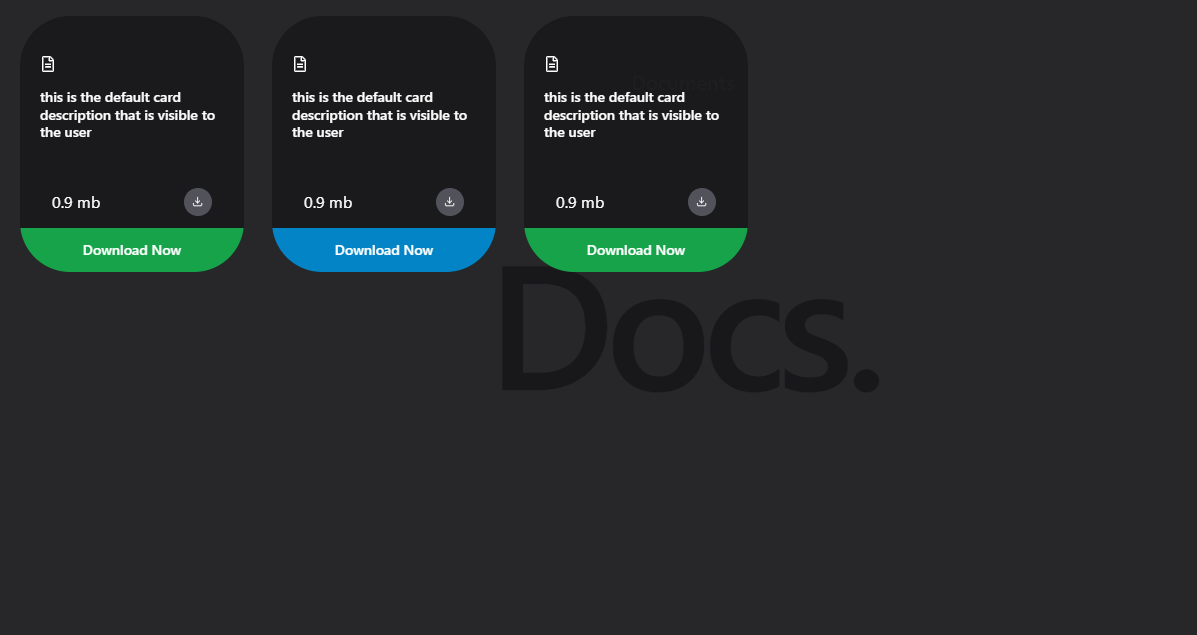 Documents
this is the default card
description that is visible to
the user
0.9 mb
Download Now
this is the default card
description that is visible to
the user
0.9 mb
Download Now
this is the default card
description that is visible to
the user
0.9 mb
Download Now
Docs.